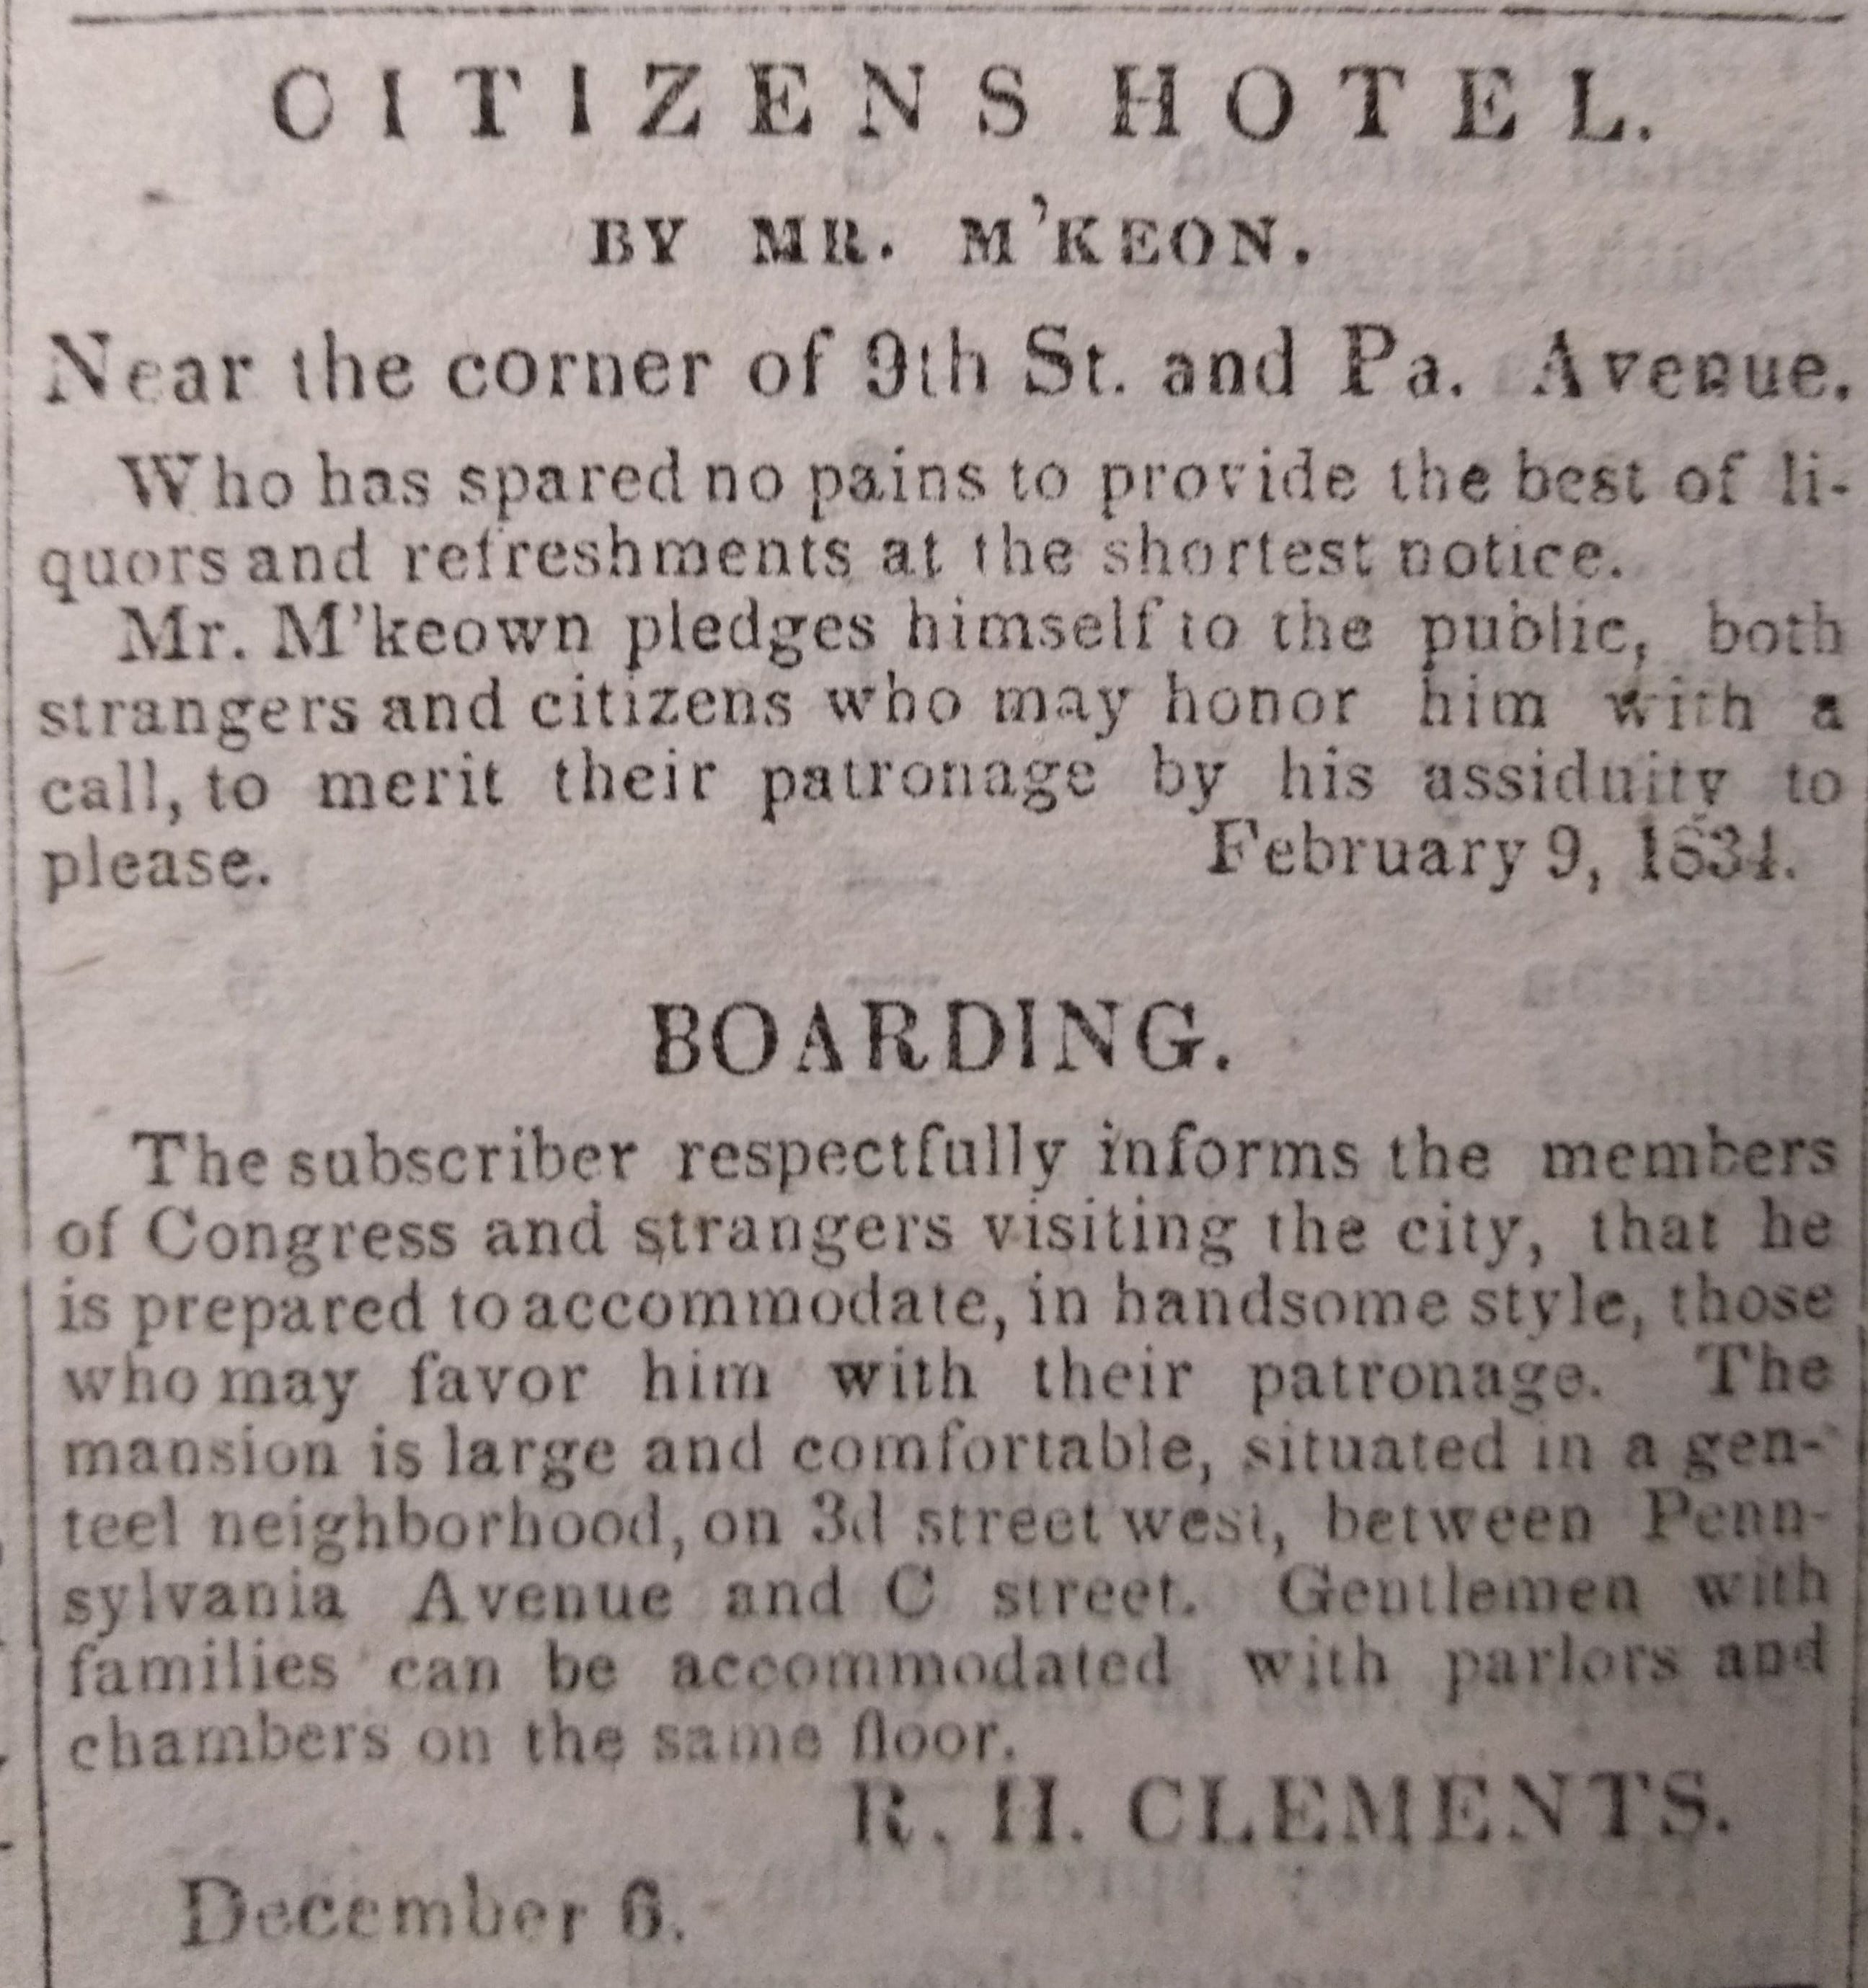 CITIZENS HOTEL.
BY MR. M'KEON.
Near the corner of 9th St. and Pa. Avenue.
Who has spared no pains to provide the best of li-
quors and refreshments at the shortest notice.
Mr. M'keown pledges himself to the public, both
strangers and citizens who may honor him with a
call, to merit their patronage by his assiduity to
please. February 9, 1834.
BOARDING.
The subscriber respectfully informs the members
of Congress and strangers visiting the city, that he
is prepared to accommodate, in handsome style, those
who may favor him with their patronage. The
mansion is large and comfortable, situated in a gen-
teel neighborhood, on 3d street west, between Penn-
sylvania Avenue and C street. Gentlemen with
families can be accommodated with parlors and
chambers on the same floor.
R. H. CLEMENTS.
December 6.